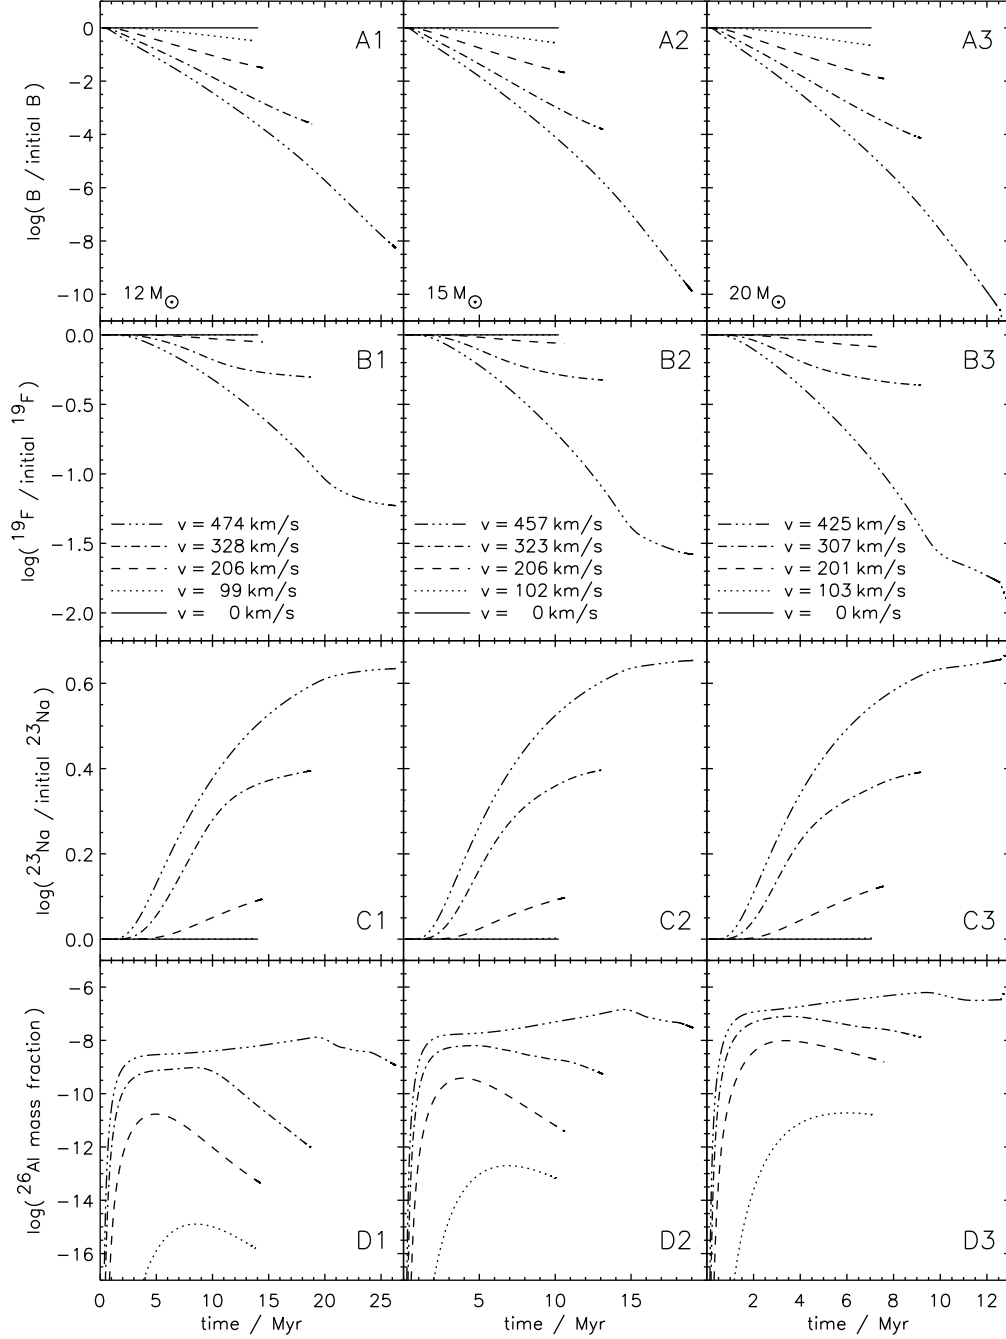 A1 A2 A3
0
−2
−4
−6
−8
−10
log( B / initial B)
12 M⊙ 15 M⊙ 20 M⊙
B1 B2 B3
0.0
−0.5
−1.0
−1.5
−2.0
log( ¹⁹F / initial ¹⁹F)
v = 474 km/s
v = 328 km/s
v = 206 km/s
v = 99 km/s
v = 0 km/s
v = 457 km/s
v = 323 km/s
v = 206 km/s
v = 102 km/s
v = 0 km/s
v = 425 km/s
v = 307 km/s
v = 201 km/s
v = 103 km/s
v = 0 km/s
0.6
0.4
0.2
0.0
log( ²³Na / initial ²³Na)
C1 C2 C3
−6
−8
−10
−12
−14
−16
log( ²⁶Al mass fraction)
D1 D2 D3
0 5 10 15 20 25 5 10 15 2 4 6 8 10 12
time / Myr time / Myr time / Myr